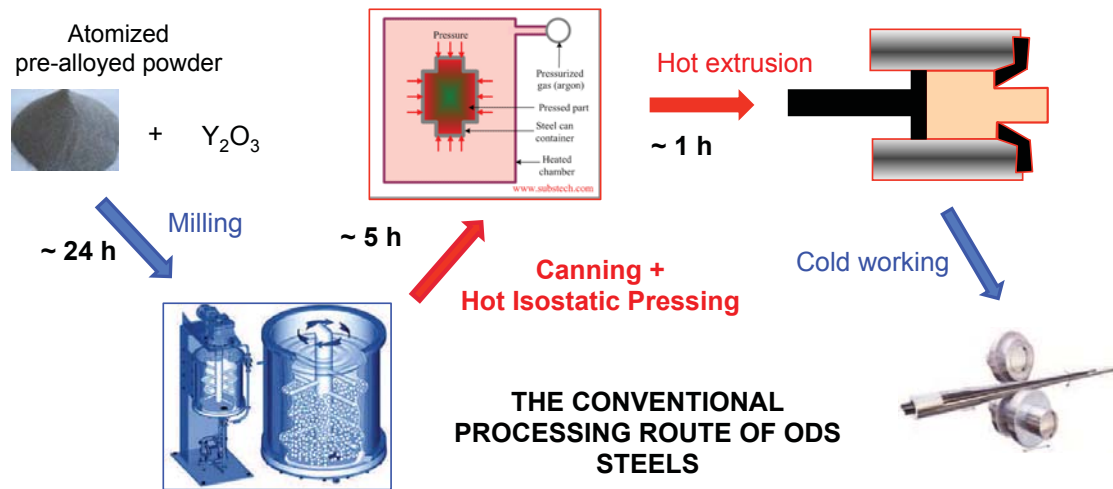 Atomized
pre-alloyed powder
+ Y₂O₃
Milling
~ 24 h
Pressure
Pressurized
gas (argon)
Pressed part
Steel can
container
Heated
chamber
www.substech.com
~ 5 h
Canning +
Hot Isostatic Pressing
Hot extrusion
~ 1 h
Cold working
THE CONVENTIONAL
PROCESSING ROUTE OF ODS
STEELS